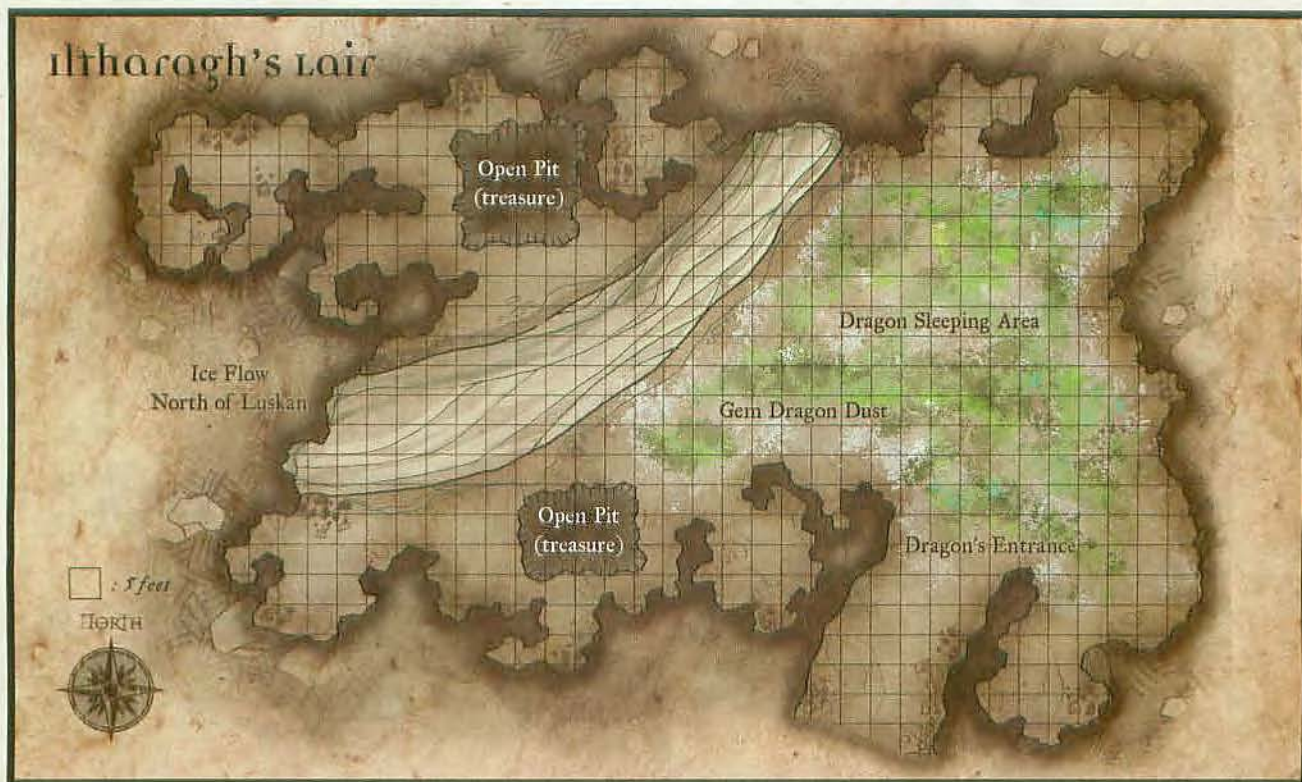 Iltharagh's Lair
Open Pit
(treasure)
Dragon Sleeping Area
Ice Flow
North of Luskan
Gem Dragon Dust
Open Pit
(treasure)
Dragon's Entrance
: 5 feet
NORTH